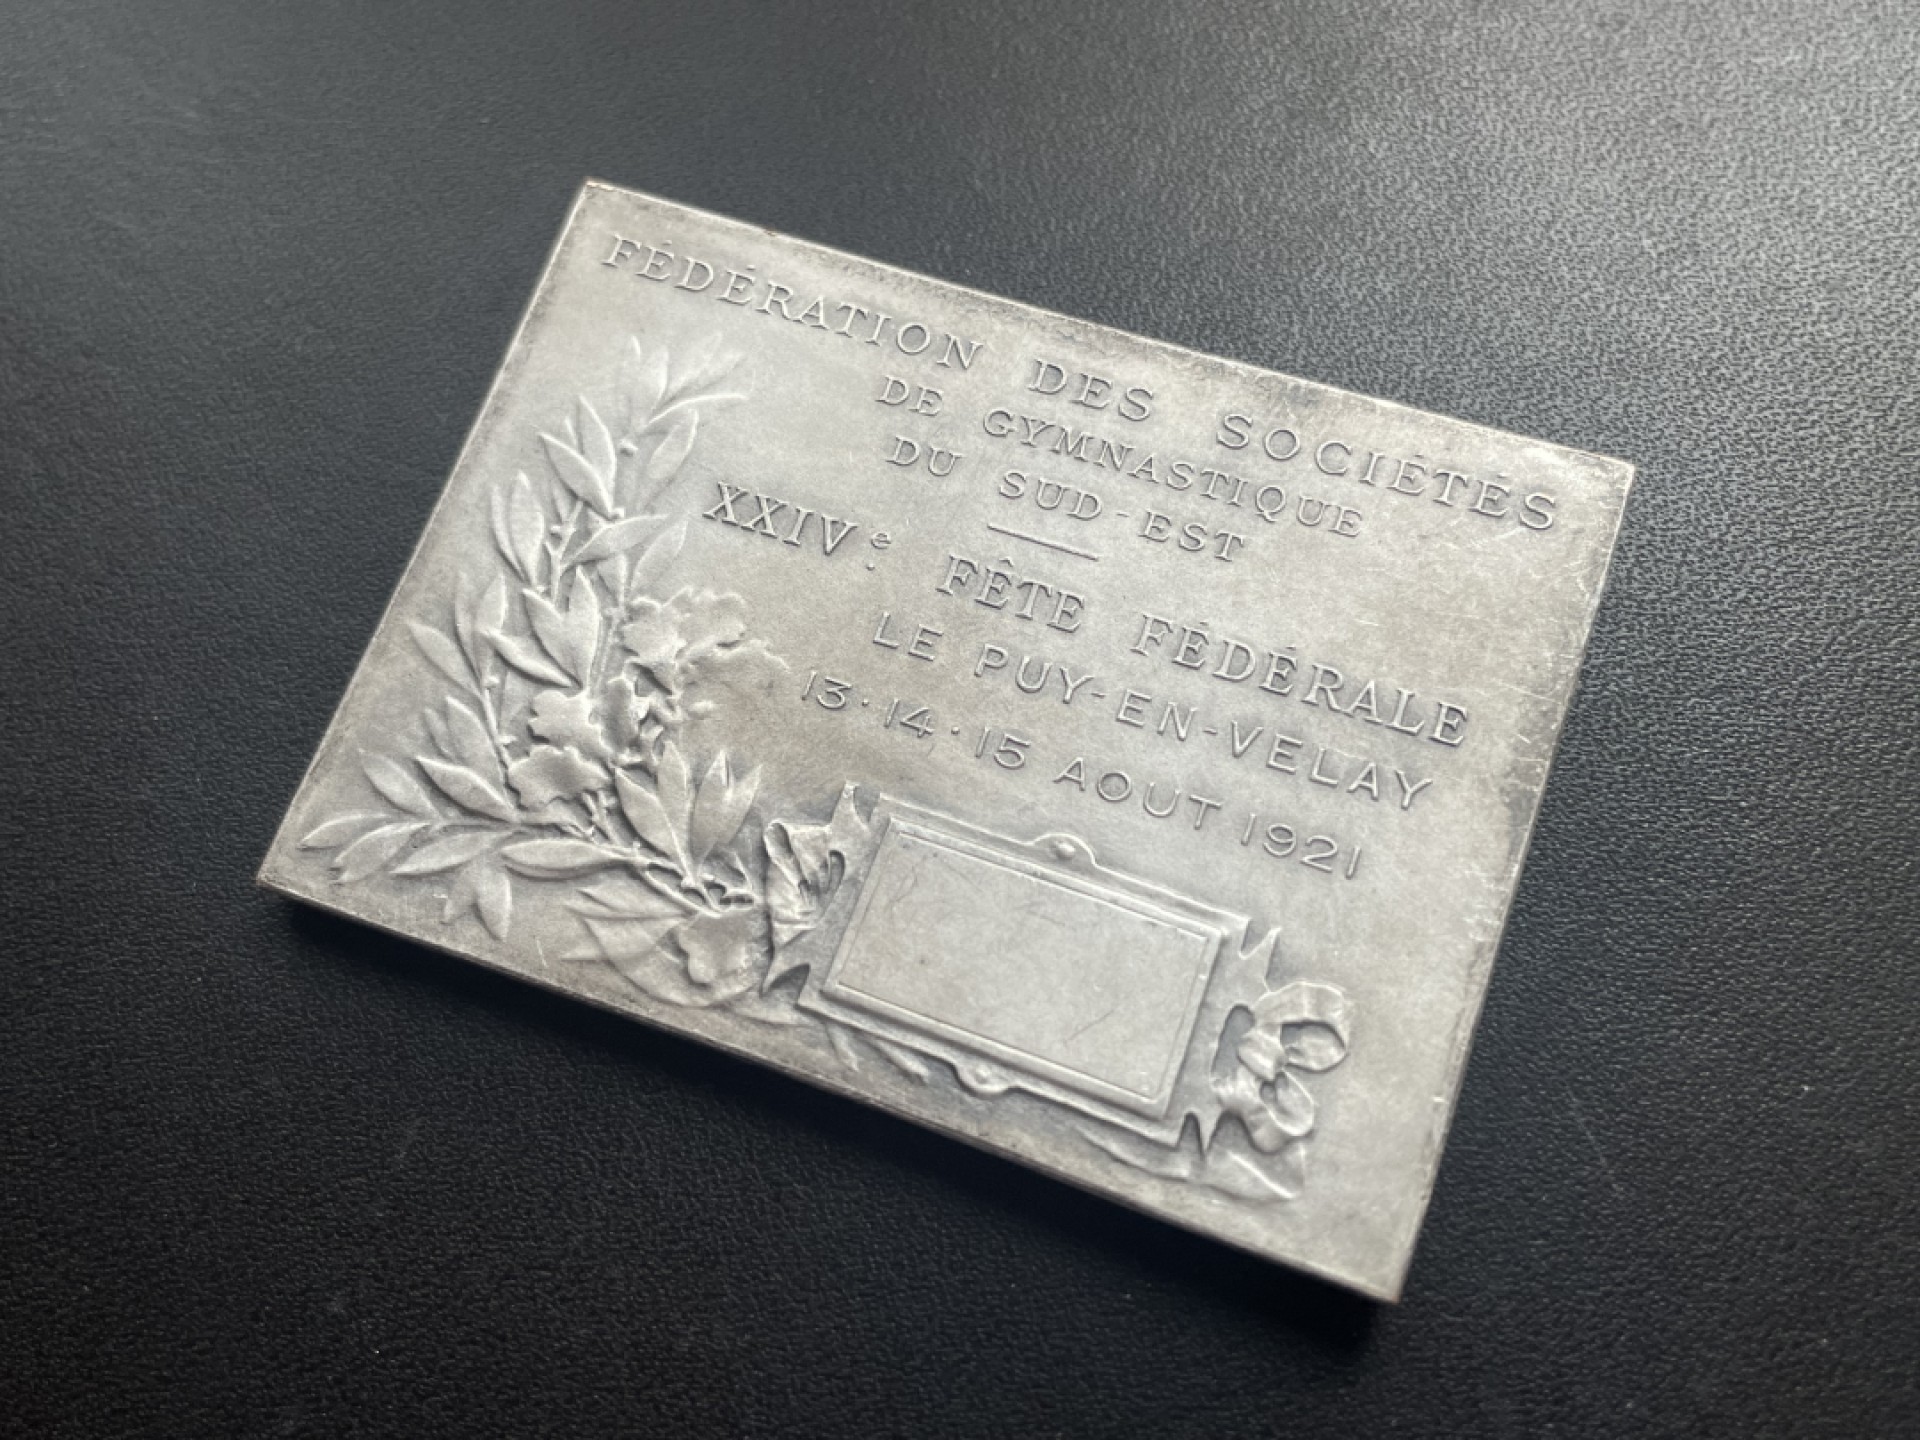 FÉDÉRATION DES SOCIÉTÉS
DE GYMNASTIQUE
DU SUD-EST
XXIVe FÊTE FÉDÉRALE
LE PUY-EN-VELAY
13·14·15 AOUT 1921